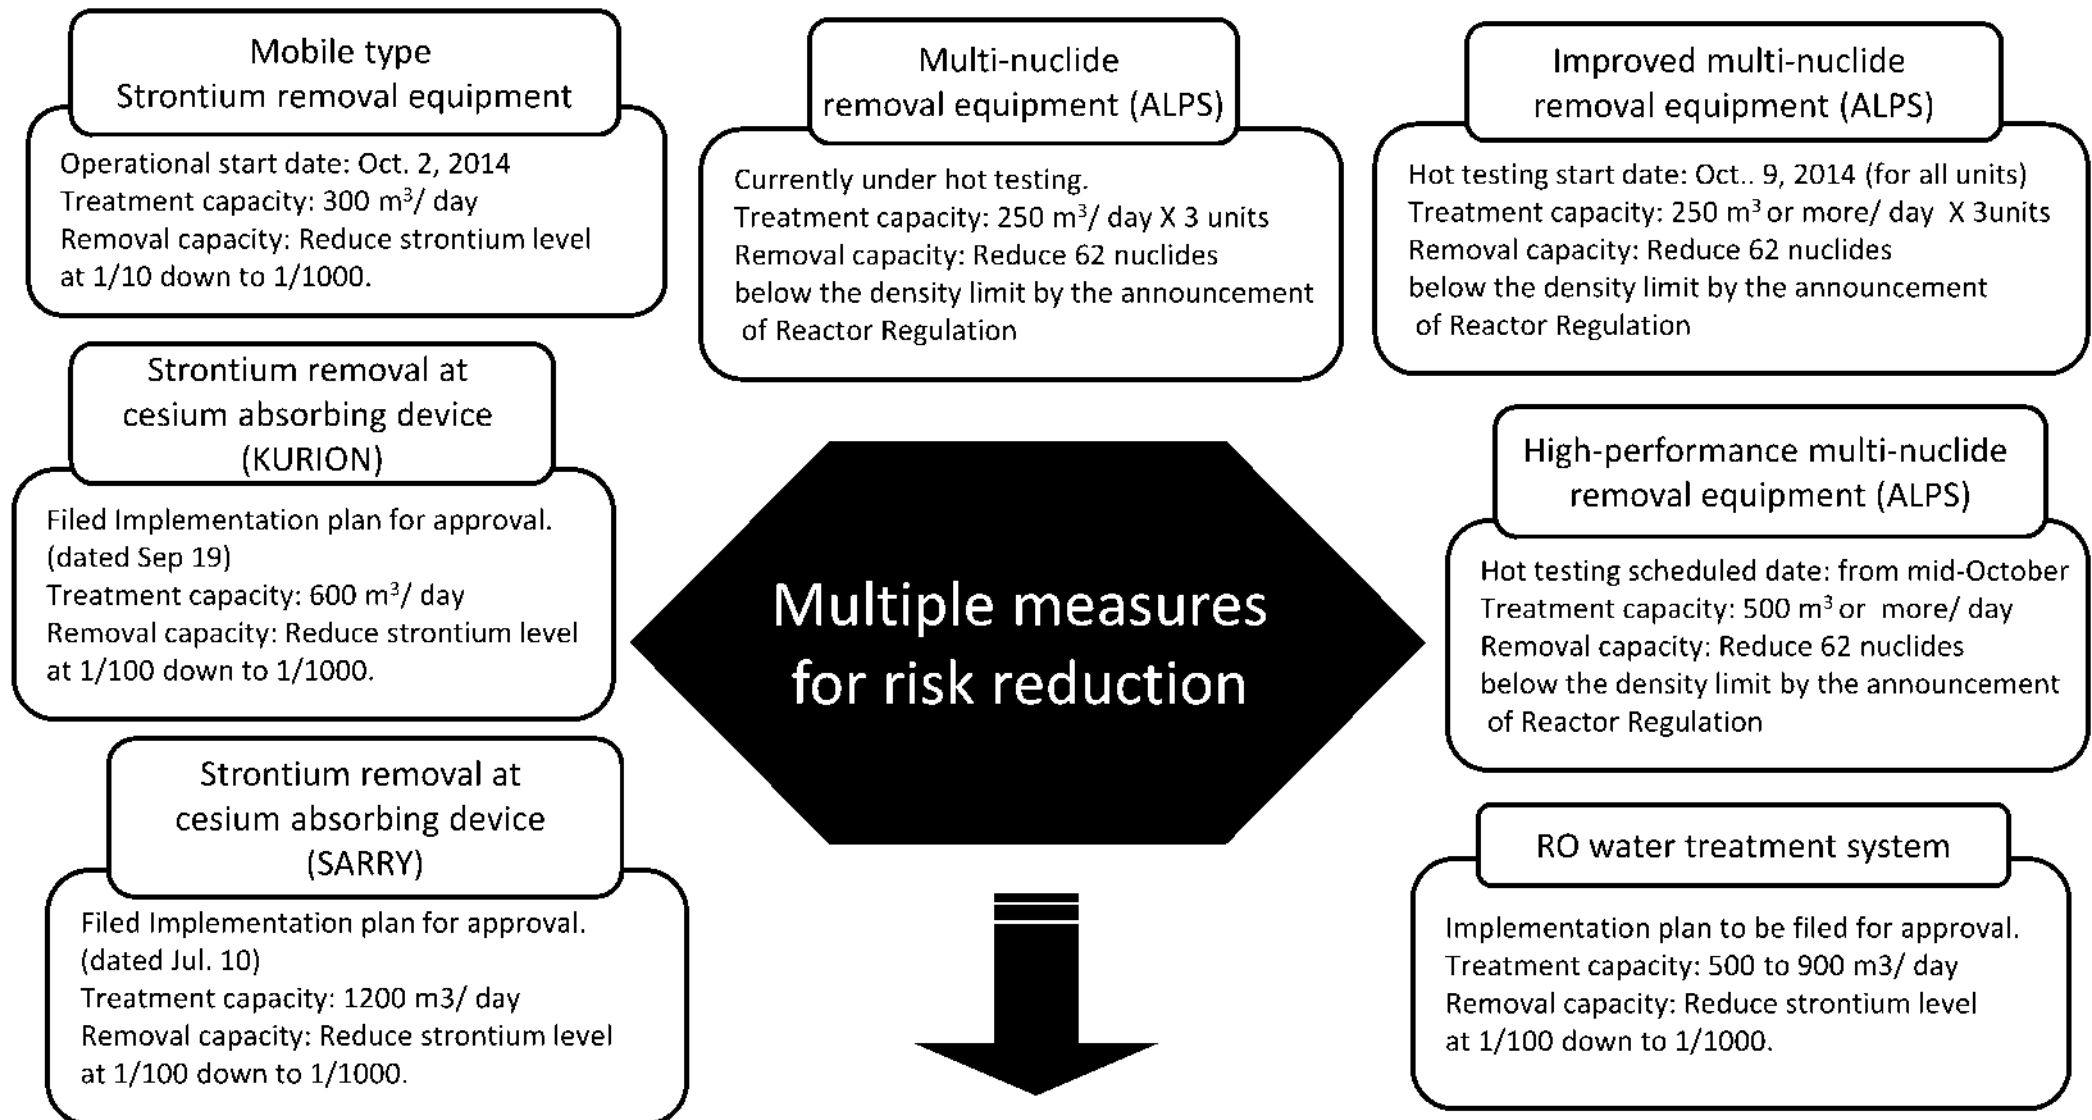 Mobile type
Strontium removal equipment
Operational start date: Oct. 2, 2014
Treatment capacity: 300 m³/ day
Removal capacity: Reduce strontium level
at 1/10 down to 1/1000.
Strontium removal at
cesium absorbing device
(KURION)
Filed Implementation plan for approval.
(dated Sep 19)
Treatment capacity: 600 m³/ day
Removal capacity: Reduce strontium level
at 1/100 down to 1/1000.
Strontium removal at
cesium absorbing device
(SARRY)
Filed Implementation plan for approval.
(dated Jul. 10)
Treatment capacity: 1200 m3/ day
Removal capacity: Reduce strontium level
at 1/100 down to 1/1000.
Multi-nuclide
removal equipment (ALPS)
Currently under hot testing.
Treatment capacity: 250 m³/ day X 3 units
Removal capacity: Reduce 62 nuclides
below the density limit by the announcement
of Reactor Regulation
Multiple measures
for risk reduction
Improved multi-nuclide
removal equipment (ALPS)
Hot testing start date: Oct.. 9, 2014 (for all units)
Treatment capacity: 250 m³ or more/ day  X 3units
Removal capacity: Reduce 62 nuclides
below the density limit by the announcement
of Reactor Regulation
High-performance multi-nuclide
removal equipment (ALPS)
Hot testing scheduled date: from mid-October
Treatment capacity: 500 m³ or  more/ day
Removal capacity: Reduce 62 nuclides
below the density limit by the announcement
of Reactor Regulation
RO water treatment system
Implementation plan to be filed for approval.
Treatment capacity: 500 to 900 m3/ day
Removal capacity: Reduce strontium level
at 1/100 down to 1/1000.